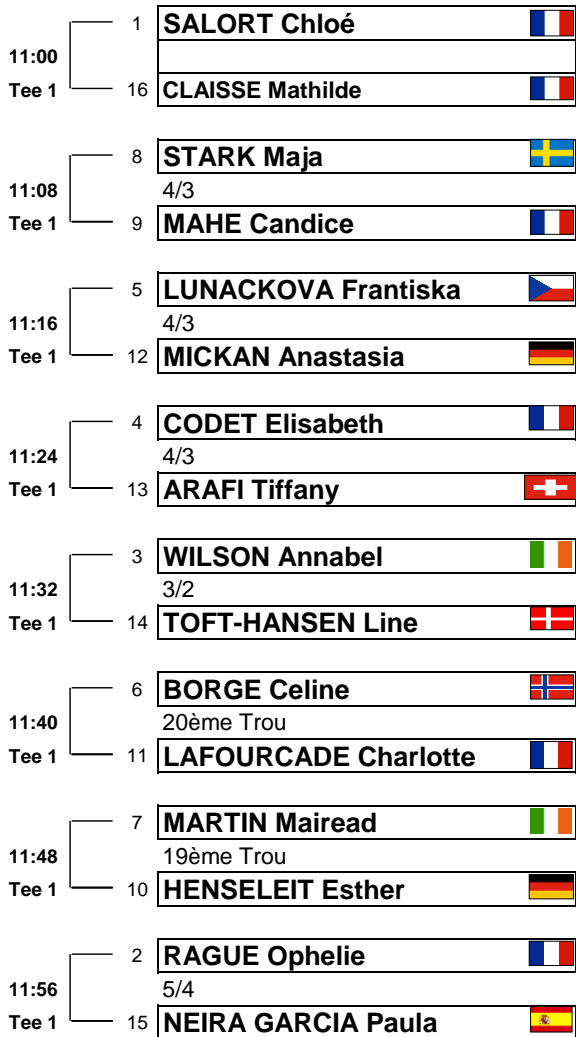 1 SALORT Chloé
11:00
Tee 1 16 CLAISSE Mathilde
8 STARK Maja
11:08 4/3
Tee 1 9 MAHE Candice
5 LUNACKOVA Frantiska
11:16 4/3
Tee 1 12 MICKAN Anastasia
4 CODET Elisabeth
11:24 4/3
Tee 1 13 ARAFI Tiffany
3 WILSON Annabel
11:32 3/2
Tee 1 14 TOFT-HANSEN Line
6 BORGE Celine
11:40 20ème Trou
Tee 1 11 LAFOURCADE Charlotte
7 MARTIN Mairead
11:48 19ème Trou
Tee 1 10 HENSELEIT Esther
2 RAGUE Ophelie
11:56 5/4
Tee 1 15 NEIRA GARCIA Paula